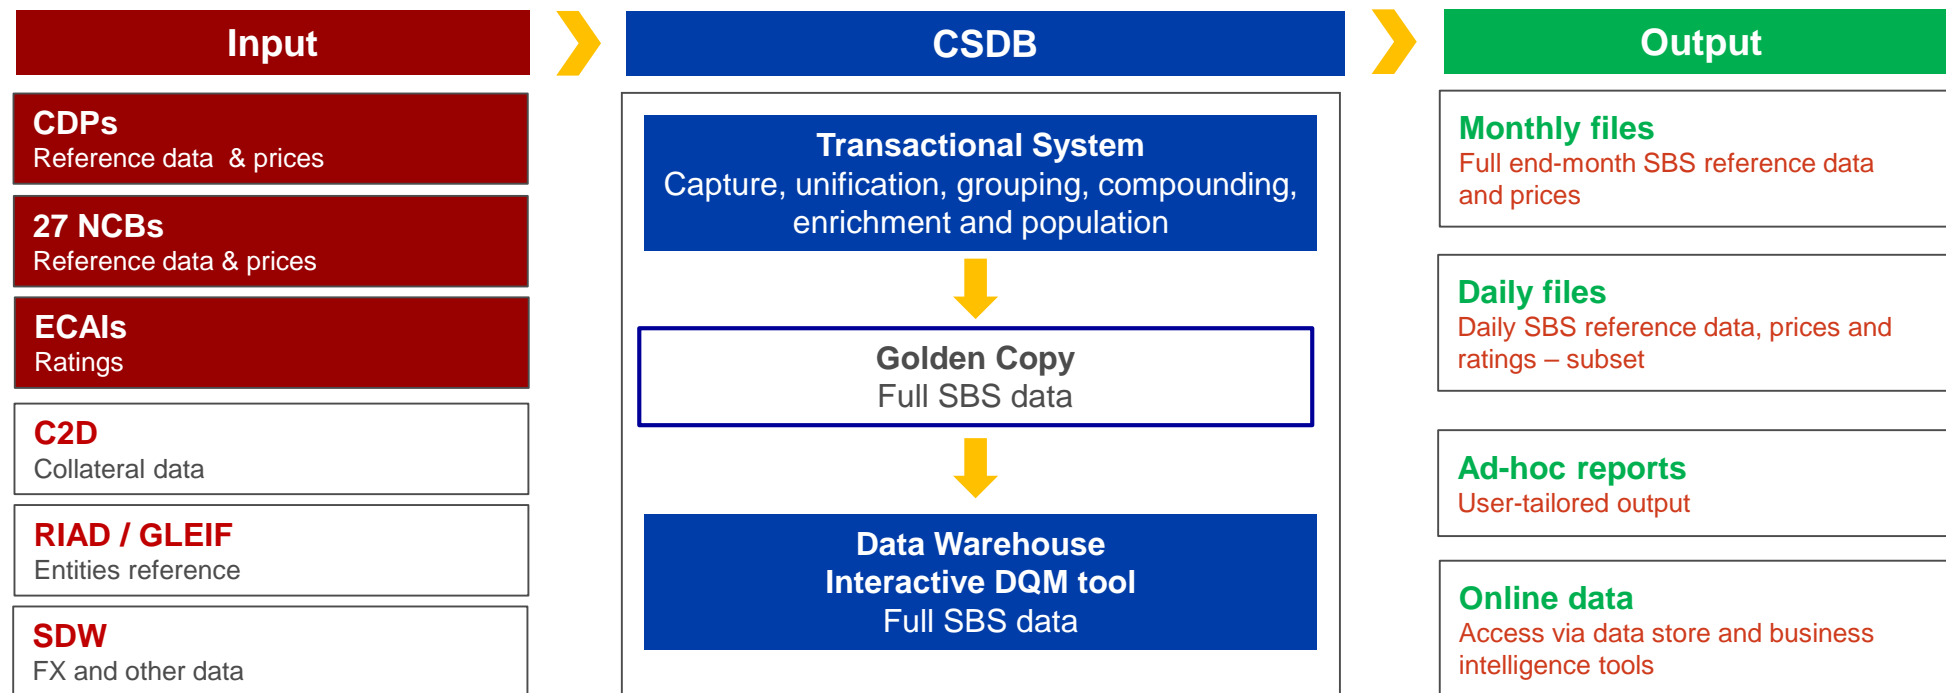 Input
CDPs
Reference data & prices
27 NCBs
Reference data & prices
ECAIs
Ratings
C2D
Collateral data
RIAD / GLEIF
Entities reference
SDW
FX and other data
CSDB
Transactional System
Capture, unification, grouping, compounding,
enrichment and population
Golden Copy
Full SBS data
Data Warehouse
Interactive DQM tool
Full SBS data
Output
Monthly files
Full end-month SBS reference data
and prices
Daily files
Daily SBS reference data, prices and
ratings – subset
Ad-hoc reports
User-tailored output
Online data
Access via data store and business
intelligence tools